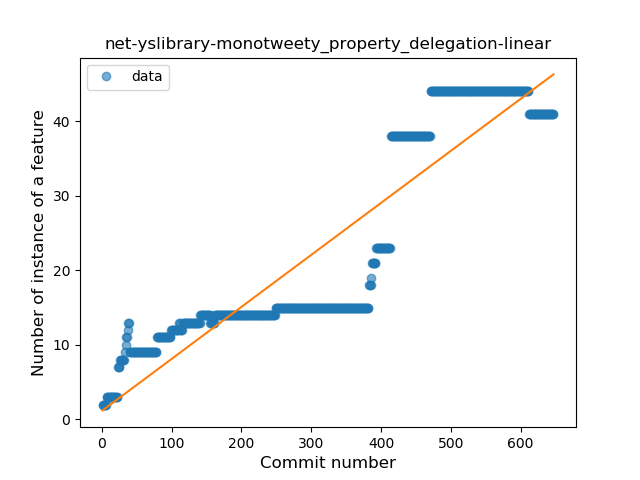 net-yslibrary-monotweety_property_delegation-linear
data
Number of instance of a feature
40
30
20
10
0
0 100 200 300 400 500 600
Commit number